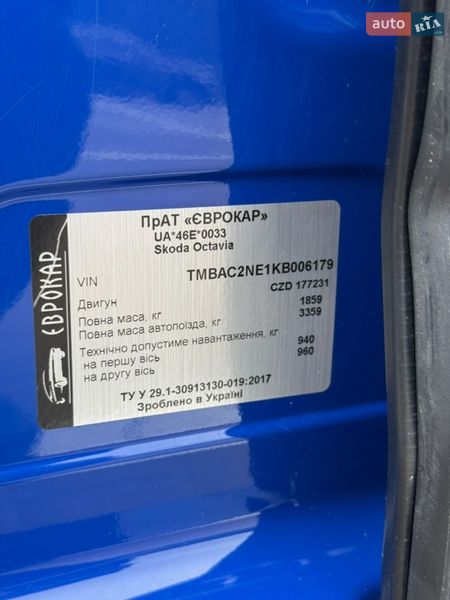 auto RIA
.com
ПрАТ «ЄВРОКАР»
UA*46E*0033
Skoda Octavia
VIN TMBAC2NE1KB006179
Двигун CZD 177231
Повна маса, кг 1859
Повна маса автопоїзда, кг 3359
Технічно допустиме навантаження, кг
на першу вісь 940
на другу вісь 960
ТУ У 29.1-30913130-019:2017
Зроблено в Україні
ЄВРОКАР